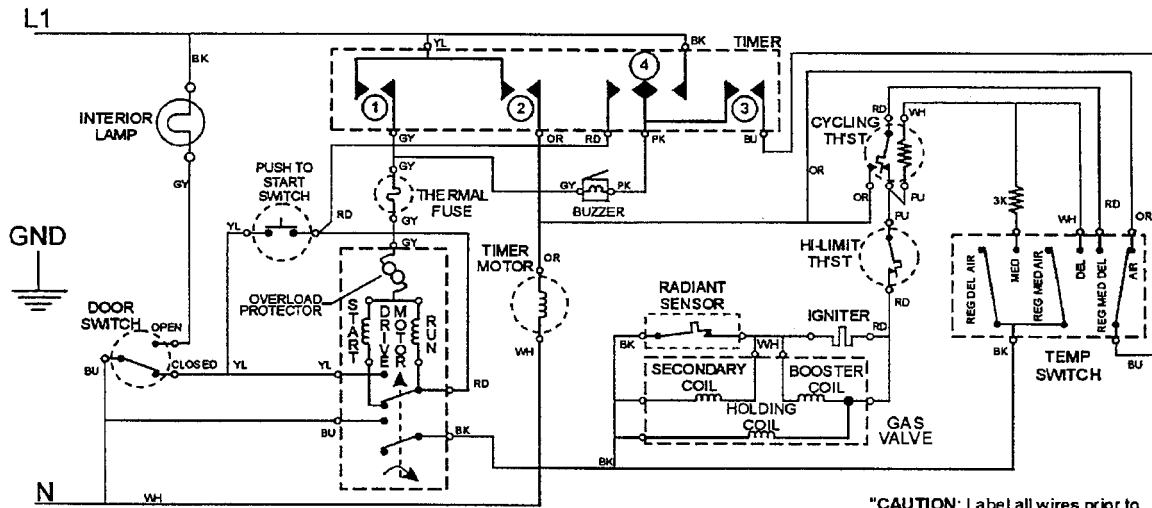 L1
BK
YL
BK
TIMER
4
1
2
3
INTERIOR
LAMP
GY
OR
RD
PK
BU
RD
WH
CYCLING
TH'ST
GY
PUSH TO
START
SWITCH
GY
THERMAL
FUSE
GY
PK
BUZZER
OR
OR
PU
3K
RD
WH
OR
YL
RD
GY
PU
GND
GY
TIMER
MOTOR
OR
HI-LIMIT
TH'ST
REG DEL AIR
MED
REG MED AIR
DEL
REG MED DEL
AIR
DOOR
SWITCH
OPEN
CLOSED
OVERLOAD
PROTECTOR
START
DRIVE
MOTOR
RUN
RADIANT
SENSOR
RD
IGNITER
RD
BK
WH
BK
BU
TEMP
SWITCH
BU
YL
YL
WH
RD
SECONDARY
COIL
BOOSTER
COIL
HOLDING
COIL
GAS
VALVE
BU
BK
BK
N
WH
"CAUTION: Label all wires prior to